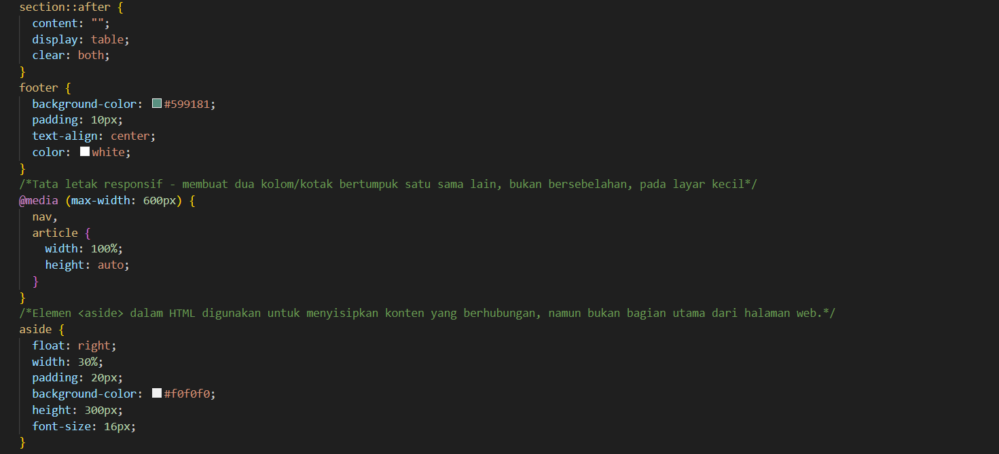 section::after {
  content: "";
  display: table;
  clear: both;
}
footer {
  background-color: #599181;
  padding: 10px;
  text-align: center;
  color: white;
}
/*Tata letak responsif - membuat dua kolom/kotak bertumpuk satu sama lain, bukan bersebelahan, pada layar kecil*/
@media (max-width: 600px) {
  nav,
  article {
    width: 100%;
    height: auto;
  }
}
/*Elemen <aside> dalam HTML digunakan untuk menyisipkan konten yang berhubungan, namun bukan bagian utama dari halaman web.*/
aside {
  float: right;
  width: 30%;
  padding: 20px;
  background-color: #f0f0f0;
  height: 300px;
  font-size: 16px;
}